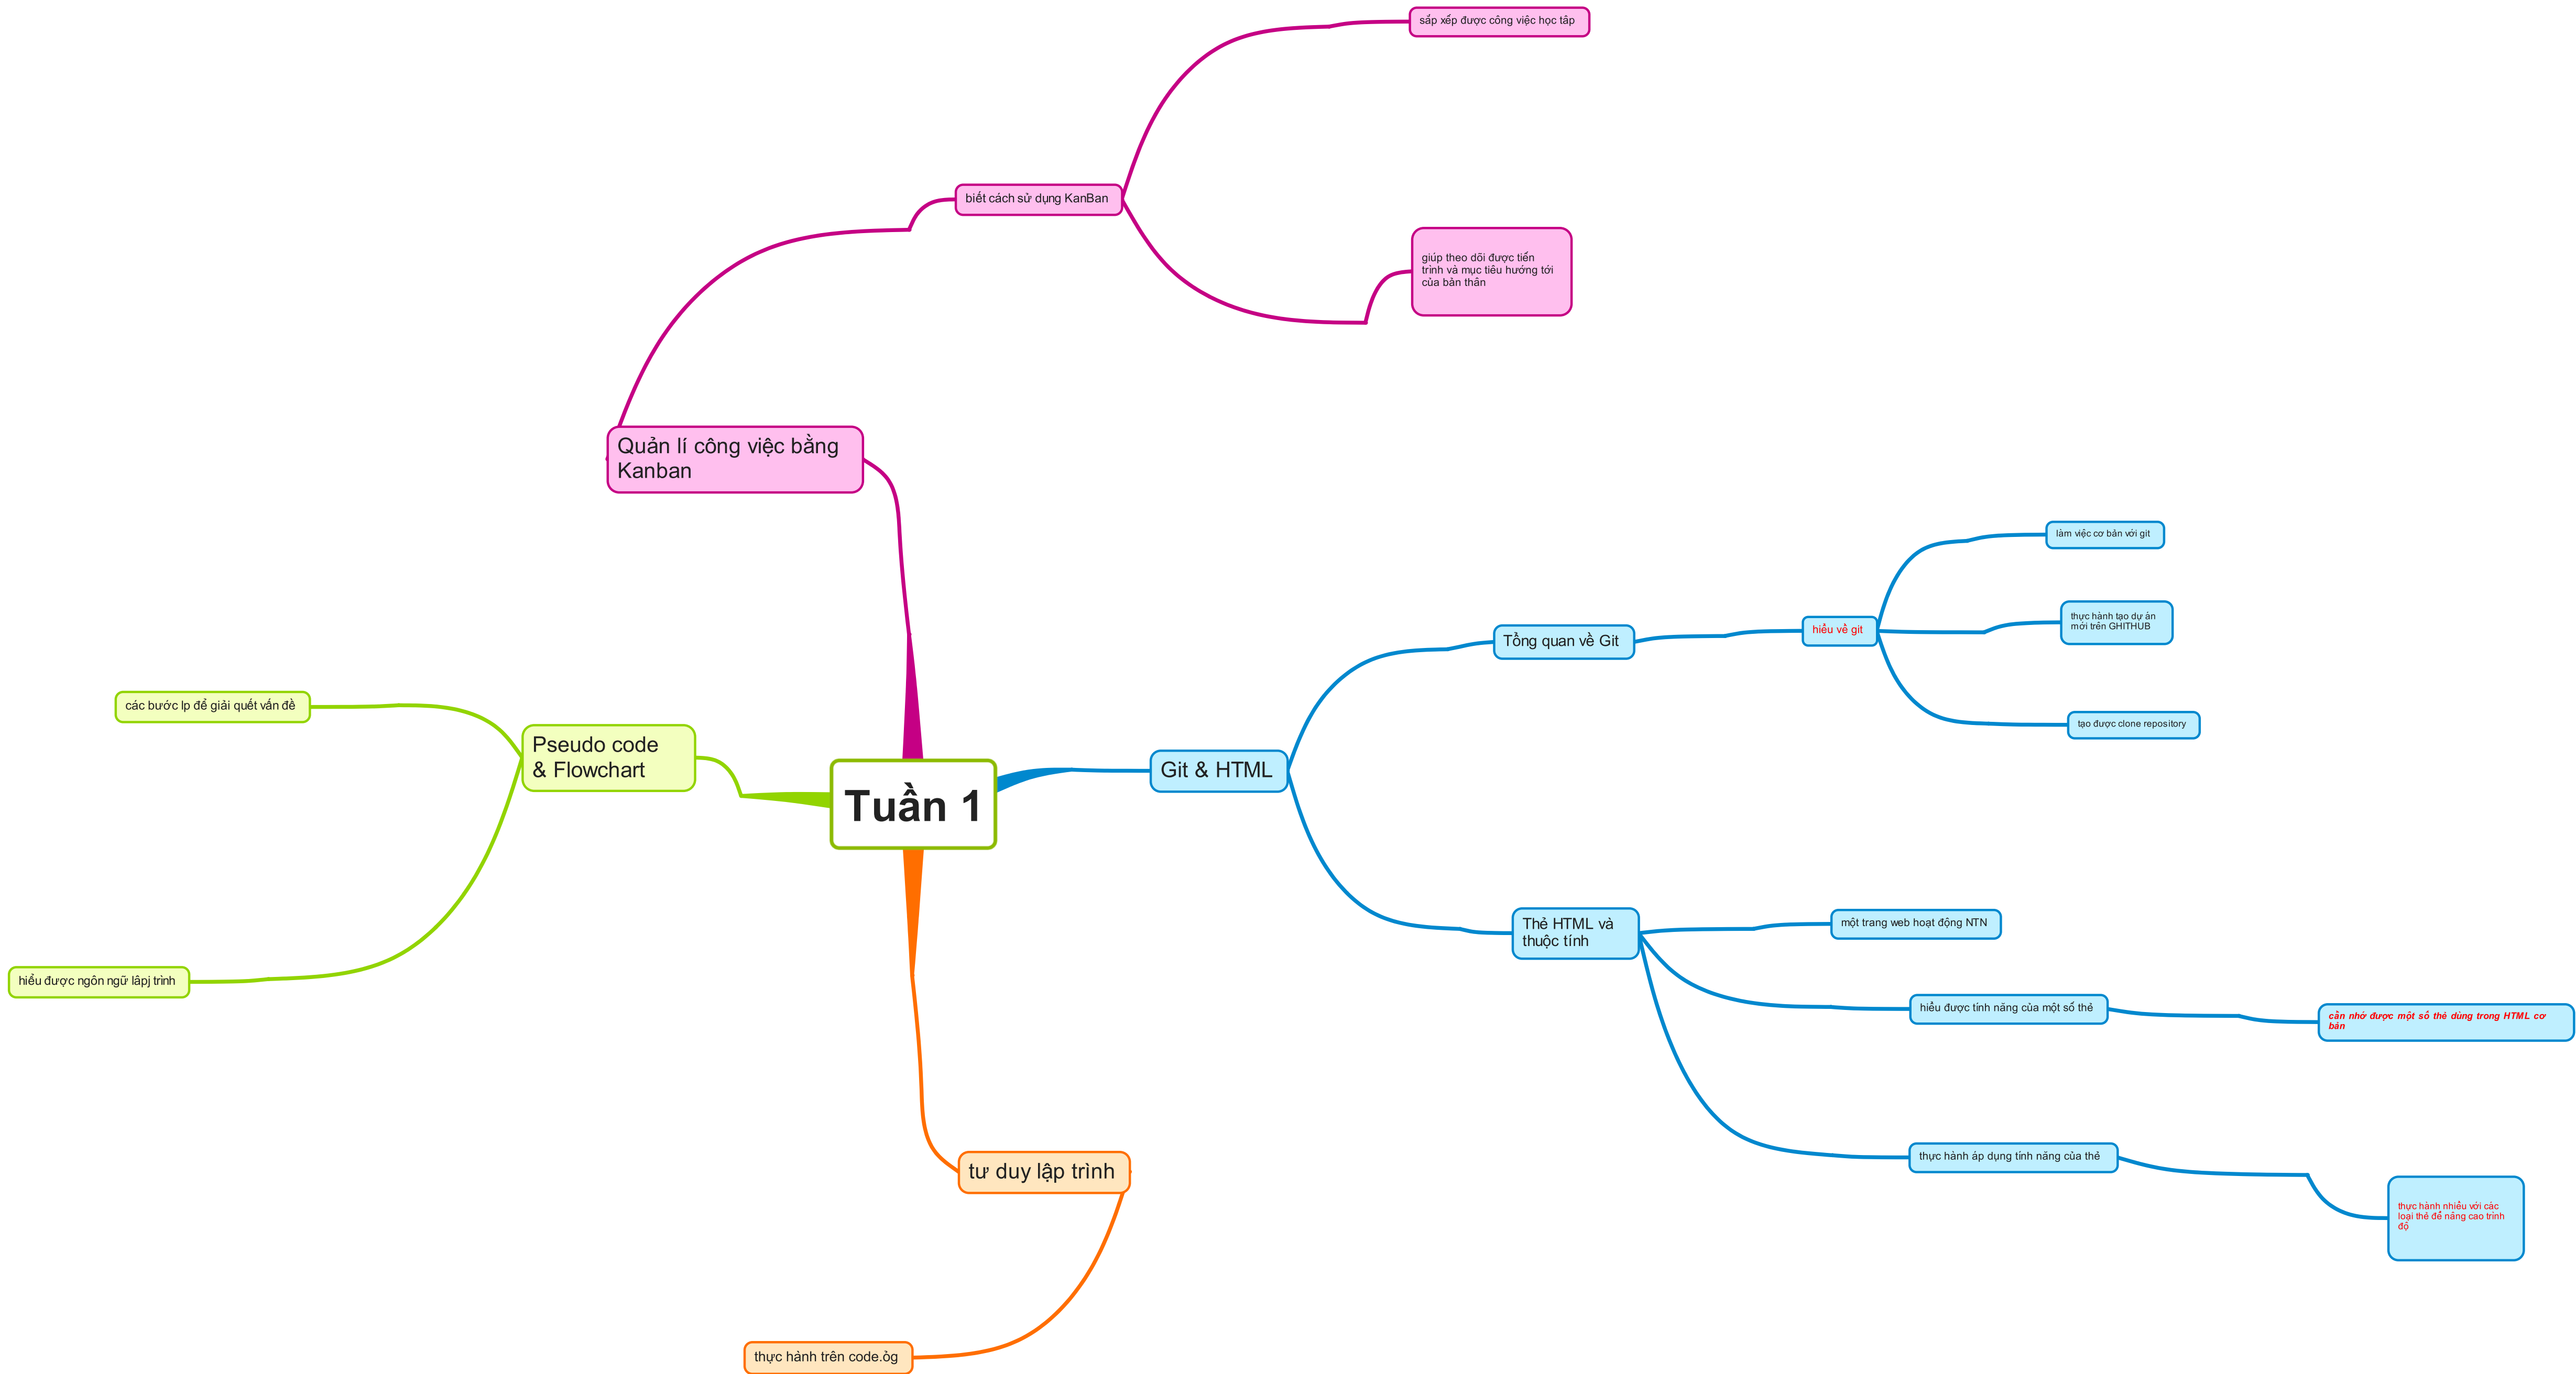 sắp xếp được công việc học tâp
biết cách sử dụng KanBan
giúp theo dõi được tiến
trình và mục tiêu hướng tới
của bản thân
Quản lí công việc bằng
Kanban
làm việc cơ bản với git
thực hành tạo dự án
mới trên GHITHUB
Tổng quan về Git
hiểu về git
tạo được clone repository
các bước lp để giải quết vấn đề
Pseudo code
& Flowchart
Git & HTML
Tuần 1
Thẻ HTML và
thuộc tính
một trang web hoạt động NTN
hiểu được ngôn ngữ lâpj trình
hiểu được tính năng của một số thẻ
cần nhớ được một số thẻ dùng trong HTML cơ
bản
thực hành áp dụng tính năng của thẻ
tư duy lập trình
thực hành nhiều với các
loại thẻ để nâng cao trình
độ
thực hành trên code.ỏg